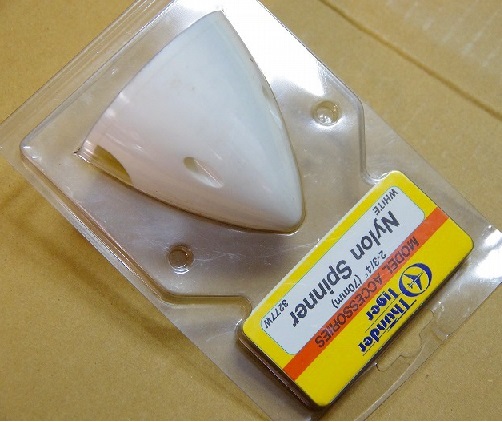 Thunder
Tiger
MODEL ACCESSORIES
2-3/4" (70mm)
Nylon Spinner
WHITE
3277W